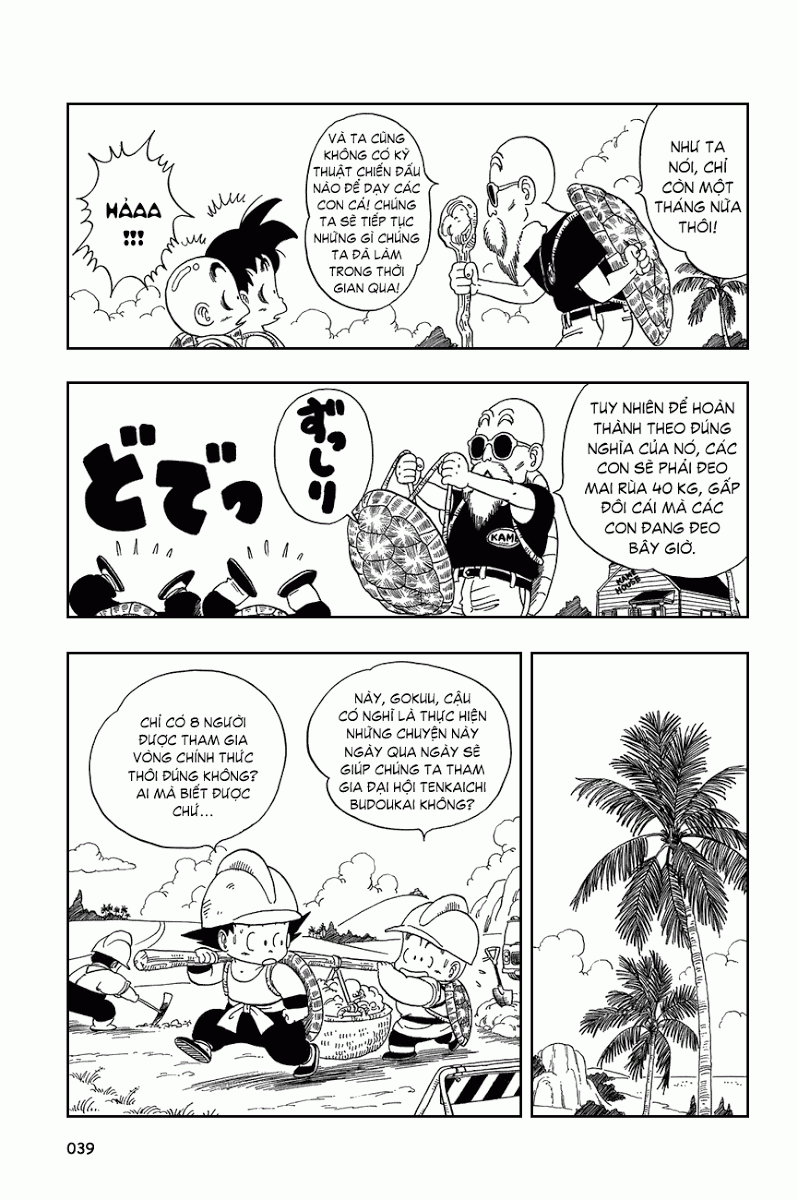 NHƯ TA
NÓI, CHỈ
CÒN MỘT
THÁNG NỮA
THÔI!
VÀ TA CŨNG
KHÔNG CÓ KỸ
THUẬT CHIẾN ĐẤU
NÀO ĐỂ DẠY CÁC
CON CẢ! CHÚNG
TA SẼ TIẾP TỤC
NHỮNG GÌ CHÚNG
TA ĐÃ LÀM
TRONG THỜI
GIAN QUA!
HẢAA
!!!
TUY NHIÊN ĐỂ HOÀN
THÀNH THEO ĐÚNG
NGHĨA CỦA NÓ, CÁC
CON SẼ PHẢI ĐEO
MAI RÙA 40 KG, GẤP
ĐÔI CÁI MÀ CÁC
CON ĐANG ĐEO
BÂY GIỜ.
ずっしり
KAME
KAME
HOUSE
どでっ
NÀY, GOKUU, CẬU
CÓ NGHĨ LÀ THỰC HIỆN
NHỮNG CHUYỆN NÀY
NGÀY QUA NGÀY SẼ
GIÚP CHÚNG TA THAM
GIA ĐẠI HỘI TENKAICHI
BUDOUKAI KHÔNG?
CHỈ CÓ 8 NGƯỜI
ĐƯỢC THAM GIA
VÒNG CHÍNH THỨC
THÔI ĐÚNG KHÔNG?
AI MÀ BIẾT ĐƯỢC
CHỨ...
039